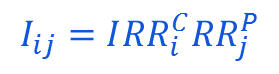 I_{ij} = IRR_i^C RR_j^P